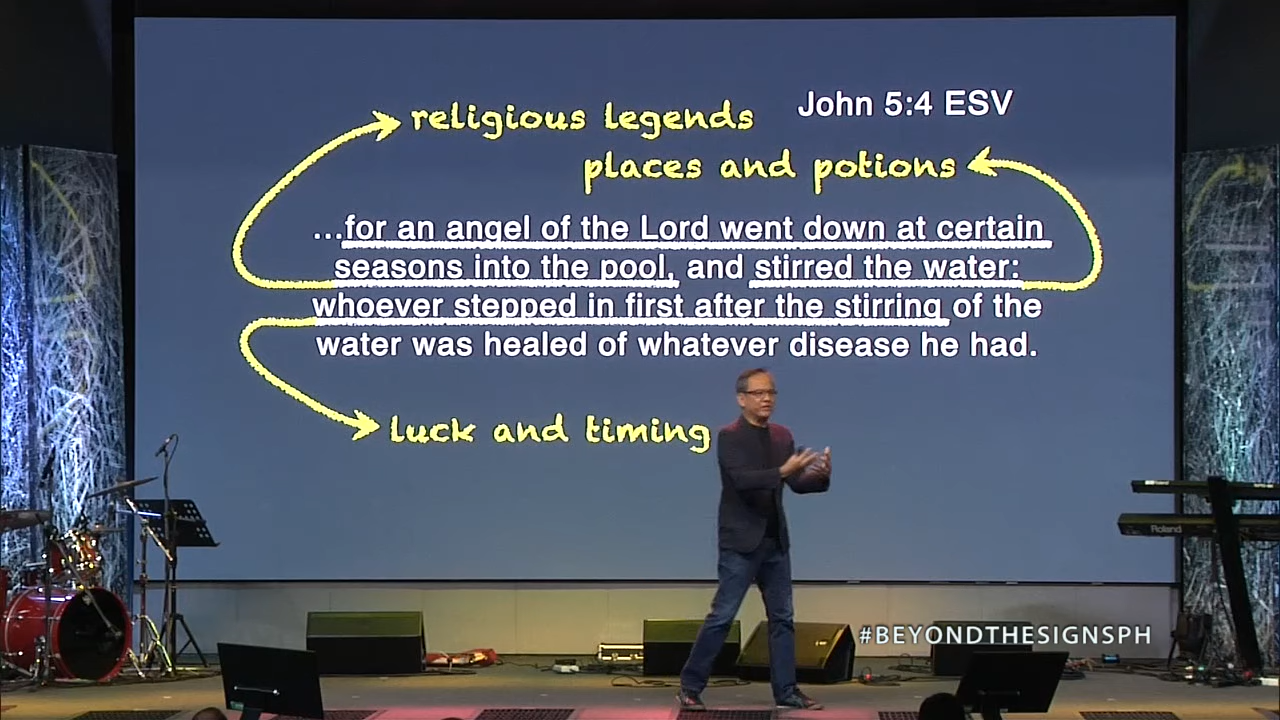 religious legends
John 5:4 ESV
places and potions
...for an angel of the Lord went down at certain
seasons into the pool, and stirred the water:
whoever stepped in first after the stirring of the
water was healed of whatever disease he had.
luck and timing
Roland
#BEYONDTHESIGNSPH